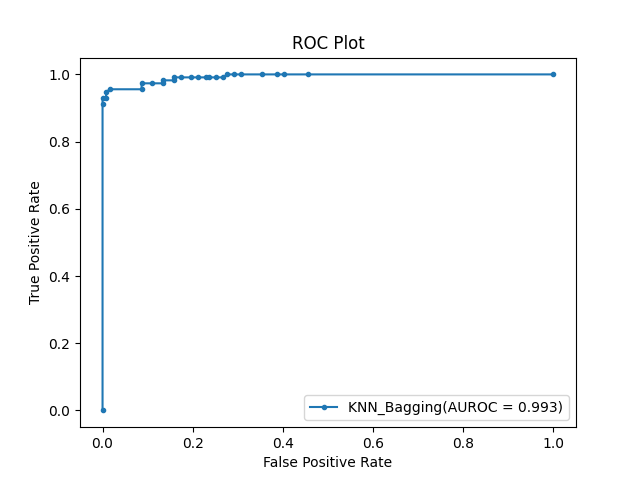 ROC Plot
1.0
0.8
0.6
0.4
0.2
0.0
True Positive Rate
KNN_Bagging(AUROC = 0.993)
0.0 0.2 0.4 0.6 0.8 1.0
False Positive Rate